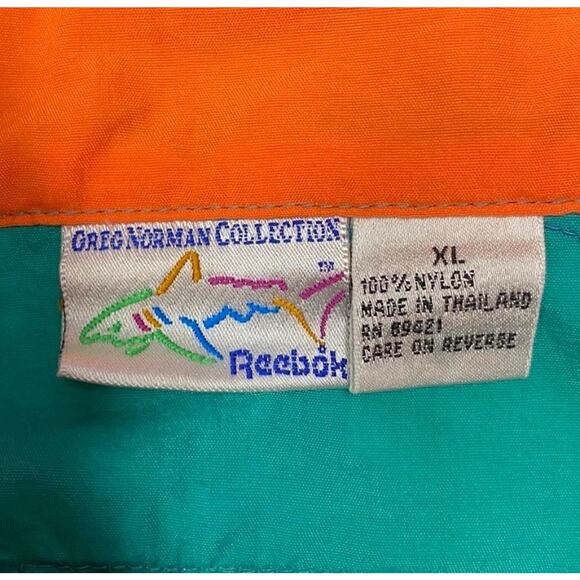 GREG NORMAN COLLECTION
TM
Reebok
XL
100% NYLON
MADE IN THAILAND
RN 69421
CARE ON REVERSE